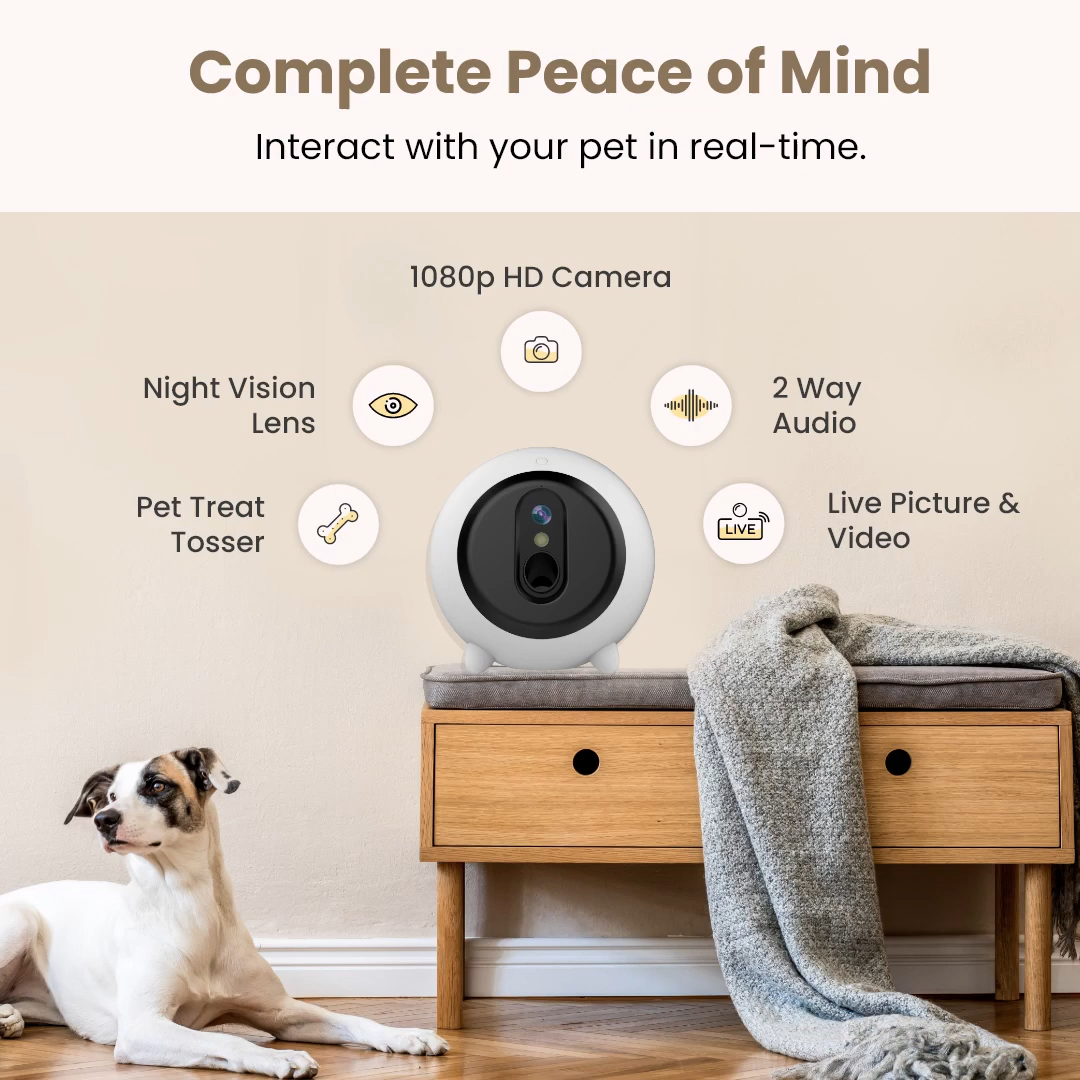 Complete Peace of Mind
Interact with your pet in real-time.
1080p HD Camera
Night Vision
Lens
2 Way
Audio
Pet Treat
Tosser
Live Picture &
Video
LIVE